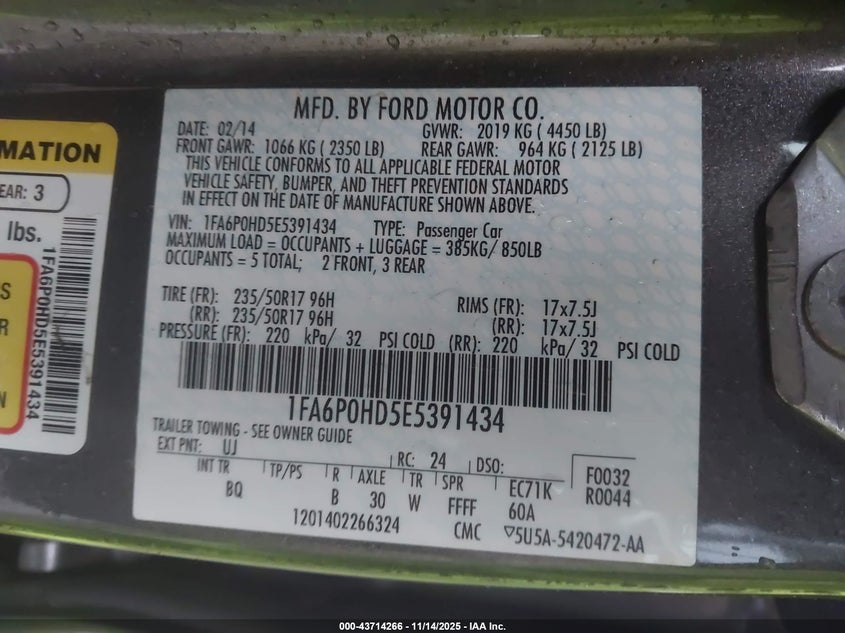 MATION
EAR: 3
lbs.
S
R
N
1FA6P0HD5E5391434
MFD. BY FORD MOTOR CO.
DATE: 02/14 GVWR: 2019 KG ( 4450 LB)
FRONT GAWR: 1066 KG ( 2350 LB) REAR GAWR: 964 KG ( 2125 LB)
THIS VEHICLE CONFORMS TO ALL APPLICABLE FEDERAL MOTOR
VEHICLE SAFETY, BUMPER, AND THEFT PREVENTION STANDARDS
IN EFFECT ON THE DATE OF MANUFACTURE SHOWN ABOVE.
VIN: 1FA6P0HD5E5391434 TYPE: Passenger Car
MAXIMUM LOAD = OCCUPANTS + LUGGAGE = 385KG/ 850LB
OCCUPANTS = 5 TOTAL; 2 FRONT, 3 REAR
TIRE (FR): 235/50R17 96H RIMS (FR): 17x7.5J
(RR): 235/50R17 96H (RR): 17x7.5J
PRESSURE (FR): 220 kPa/ 32 PSI COLD (RR): 220 kPa/ 32 PSI COLD
1FA6P0HD5E5391434
TRAILER TOWING - SEE OWNER GUIDE
EXT PNT: UJ RC: 24 DSO: F0032
INT TR TP/PS R AXLE TR SPR EC71K R0044
BQ B 30 W FFFF 60A
1201402266324 CMC ▽5U5A-5420472-AA
000-43714266 - 11/14/2025 - IAA Inc.